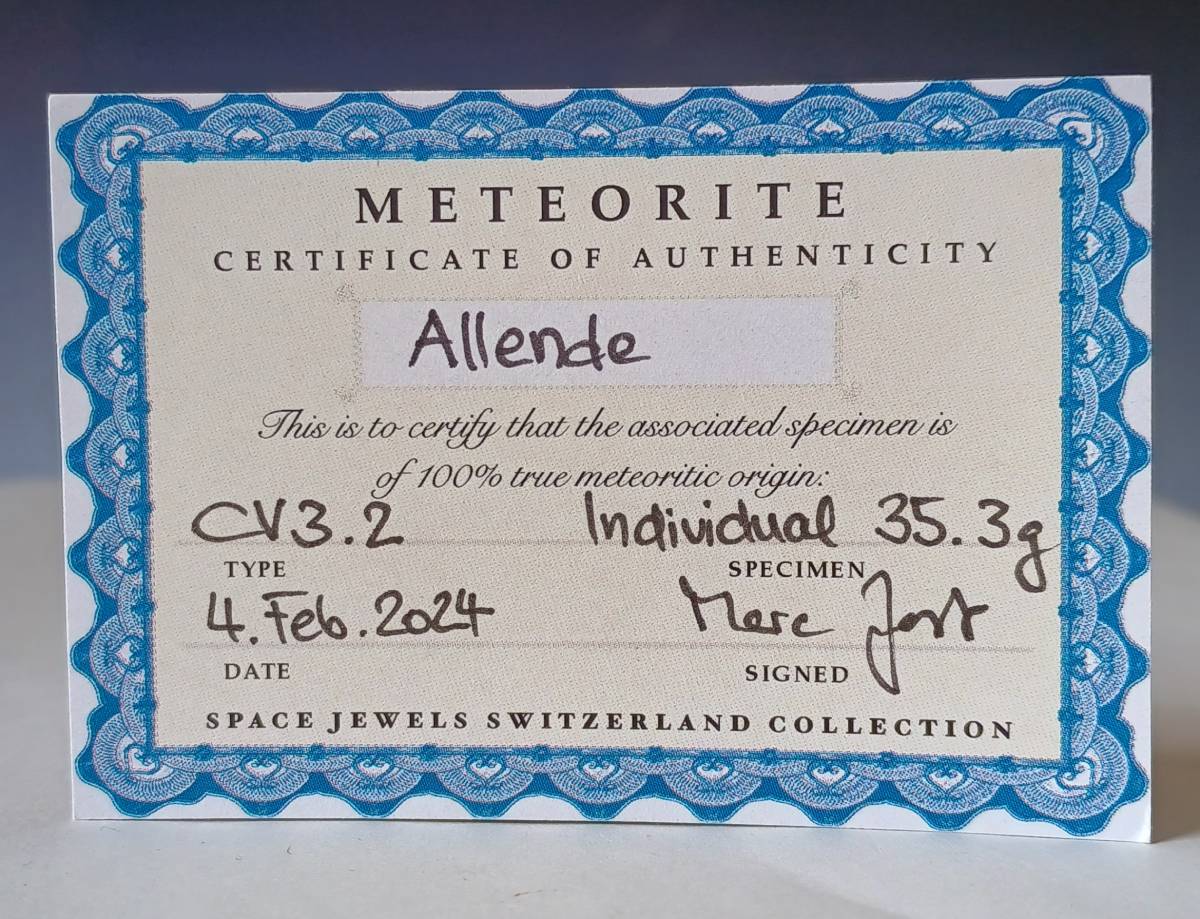 METEORITE
CERTIFICATE OF AUTHENTICITY
Allende
This is to certify that the associated specimen is
of 100% true meteoritic origin:
CV3.2 Individual 35.3g
TYPE SPECIMEN
4. Feb. 2024 Marc Jost
DATE SIGNED
SPACE JEWELS SWITZERLAND COLLECTION